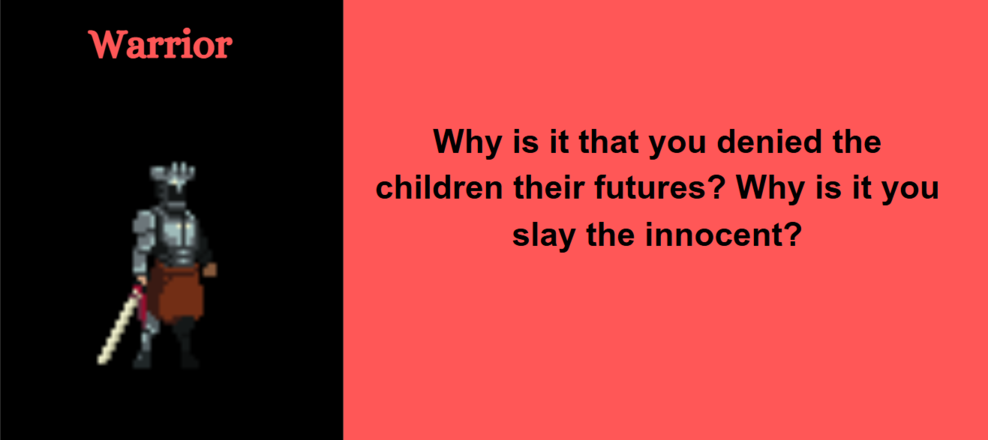 Warrior
Why is it that you denied the
children their futures? Why is it you
slay the innocent?